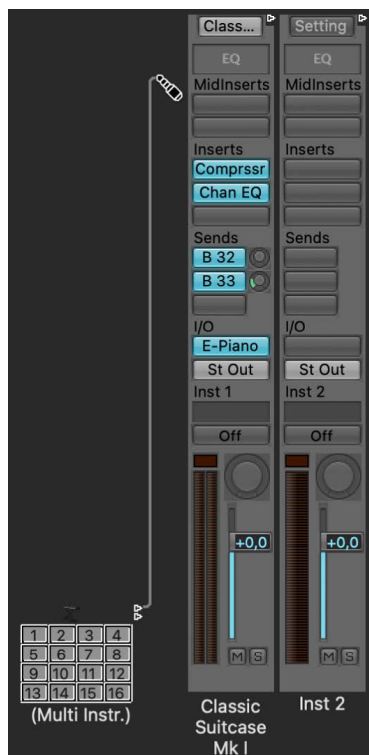 Class... Setting
EQ EQ
MidInserts MidInserts
Inserts Inserts
Comprssr
Chan EQ
Sends Sends
B 32
B 33
I/O I/O
E-Piano
St Out St Out
Inst 1 Inst 2
Off Off
+0,0 +0,0
1 2 3 4
5 6 7 8
9 10 11 12
13 14 15 16
M S M S
(Multi Instr.)
Classic
Suitcase
Mk I
Inst 2